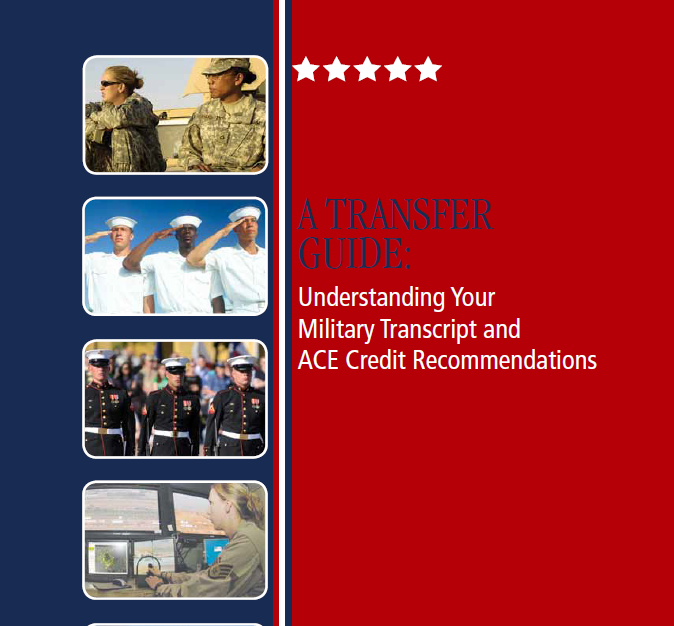 A TRANSFER
GUIDE:
Understanding Your
Military Transcript and
ACE Credit Recommendations